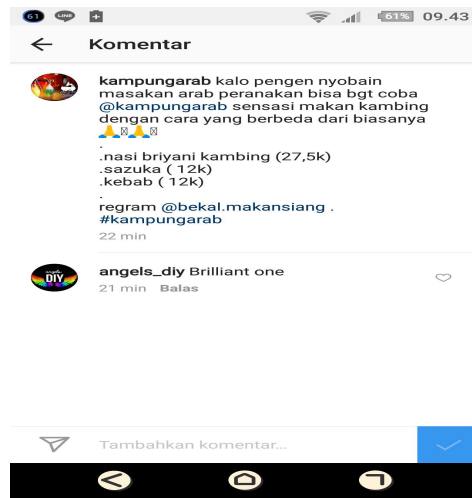 61 LINE 61% 09.43
Komentar
kampungarab kalo pengen nyobain
masakan arab peranakan bisa bgt coba
@kampungarab sensasi makan kambing
dengan cara yang berbeda dari biasanya
🙏🙏
.
.nasi briyani kambing (27,5k)
.sazuka ( 12k)
.kebab ( 12k)
.
regram @bekal.makansiang .
#kampungarab
22 min
angels DIY
angels_diy Brilliant one
21 min Balas
Tambahkan komentar...